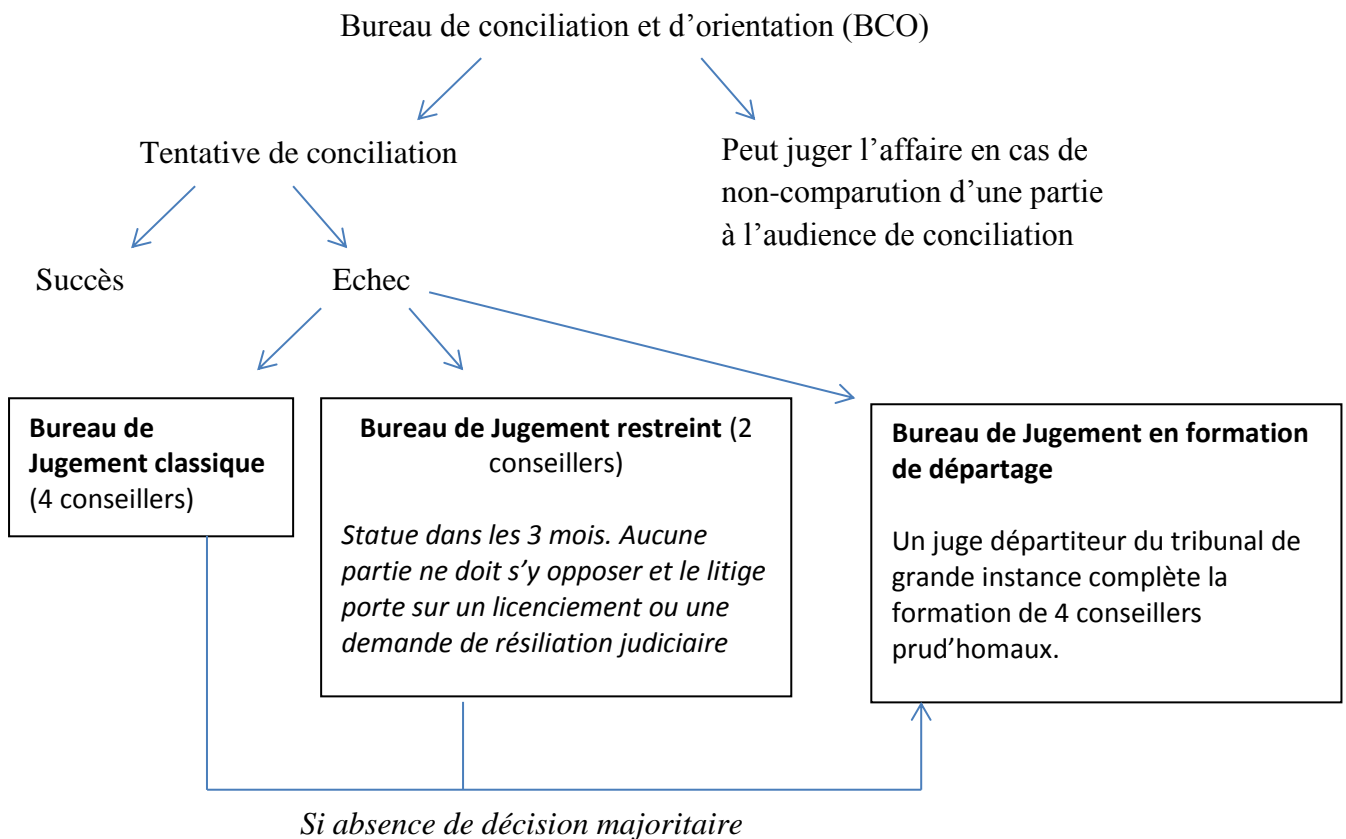 Bureau de conciliation et d’orientation (BCO)
Tentative de conciliation
Peut juger l’affaire en cas de
non-comparution d’une partie
à l’audience de conciliation
Succès
Echec
Bureau de
Jugement classique
(4 conseillers)
Bureau de Jugement restreint (2
conseillers)
Statue dans les 3 mois. Aucune
partie ne doit s’y opposer et le litige
porte sur un licenciement ou une
demande de résiliation judiciaire
Bureau de Jugement en formation
de départage
Un juge départiteur du tribunal de
grande instance complète la
formation de 4 conseillers
prud’homaux.
Si absence de décision majoritaire